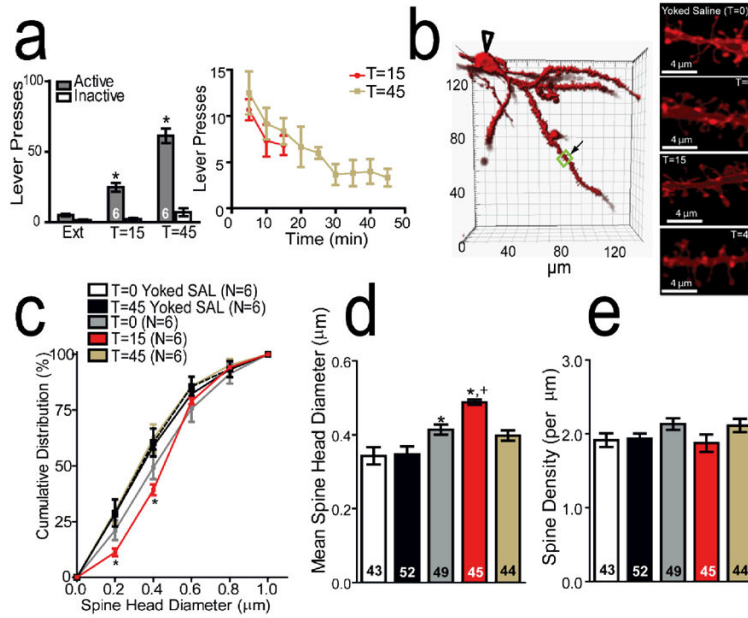 a
Lever Presses
100
50
0
Active
Inactive
*
*
6
6
Ext T=15 T=45
Lever Presses
15
10
5
0
T=15
T=45
0 10 20 30 40 50
Time (min)
b
120
80
40
0
40 80 120
µm
Yoked Saline (T=0)
4 µm
T=
4 µm
T=15
4 µm
T=4
4 µm
c
T=0 Yoked SAL (N=6)
T=45 Yoked SAL (N=6)
T=0 (N=6)
T=15 (N=6)
T=45 (N=6)
Cumulative Distribution (%)
100
75
50
25
0
*
*
0.0 0.2 0.4 0.6 0.8 1.0
Spine Head Diameter (µm)
d
Mean Spine Head Diameter (µm)
0.6
0.4
0.2
0.0
*
*,+
43 52 49 45 44
e
Spine Density (per µm)
3.0
2.0
1.0
0.0
43 52 49 45 44